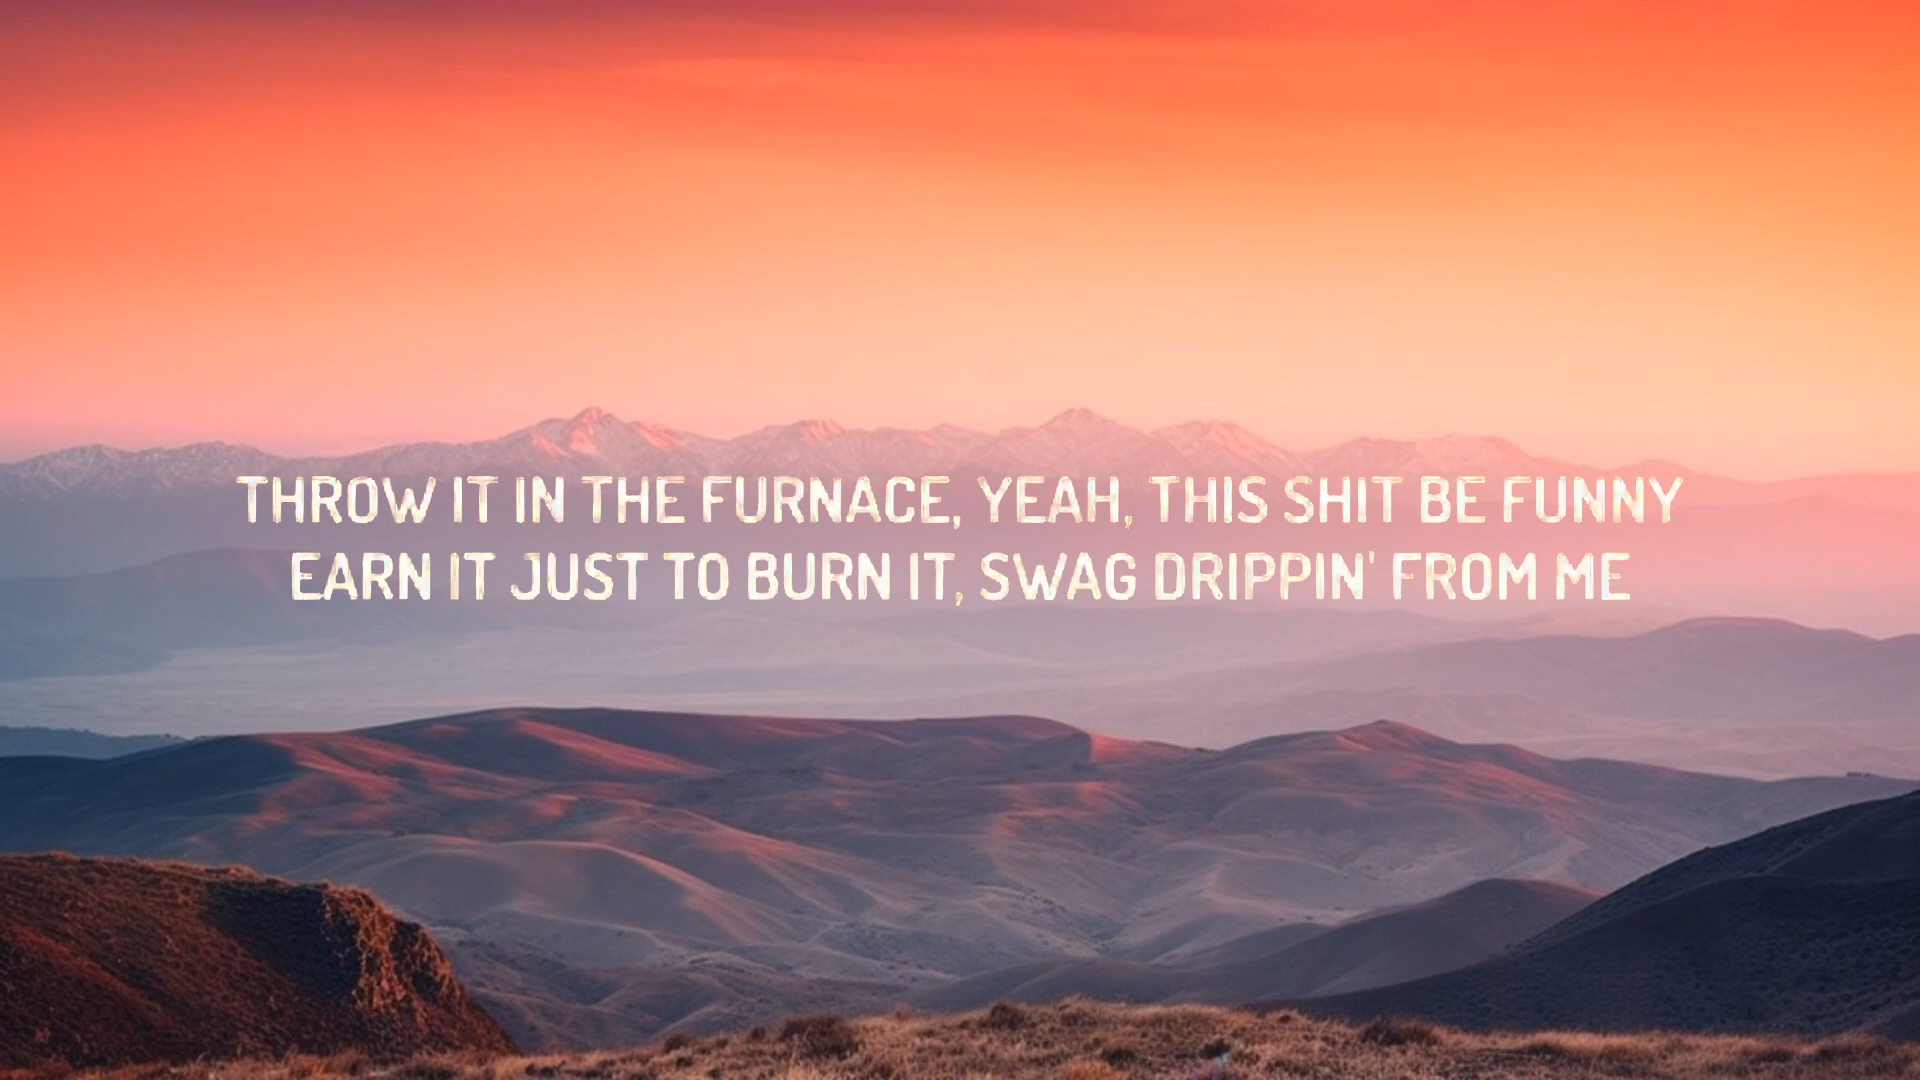 THROW IT IN THE FURNACE, YEAH, THIS SHIT BE FUNNY
EARN IT JUST TO BURN IT, SWAG DRIPPIN' FROM ME